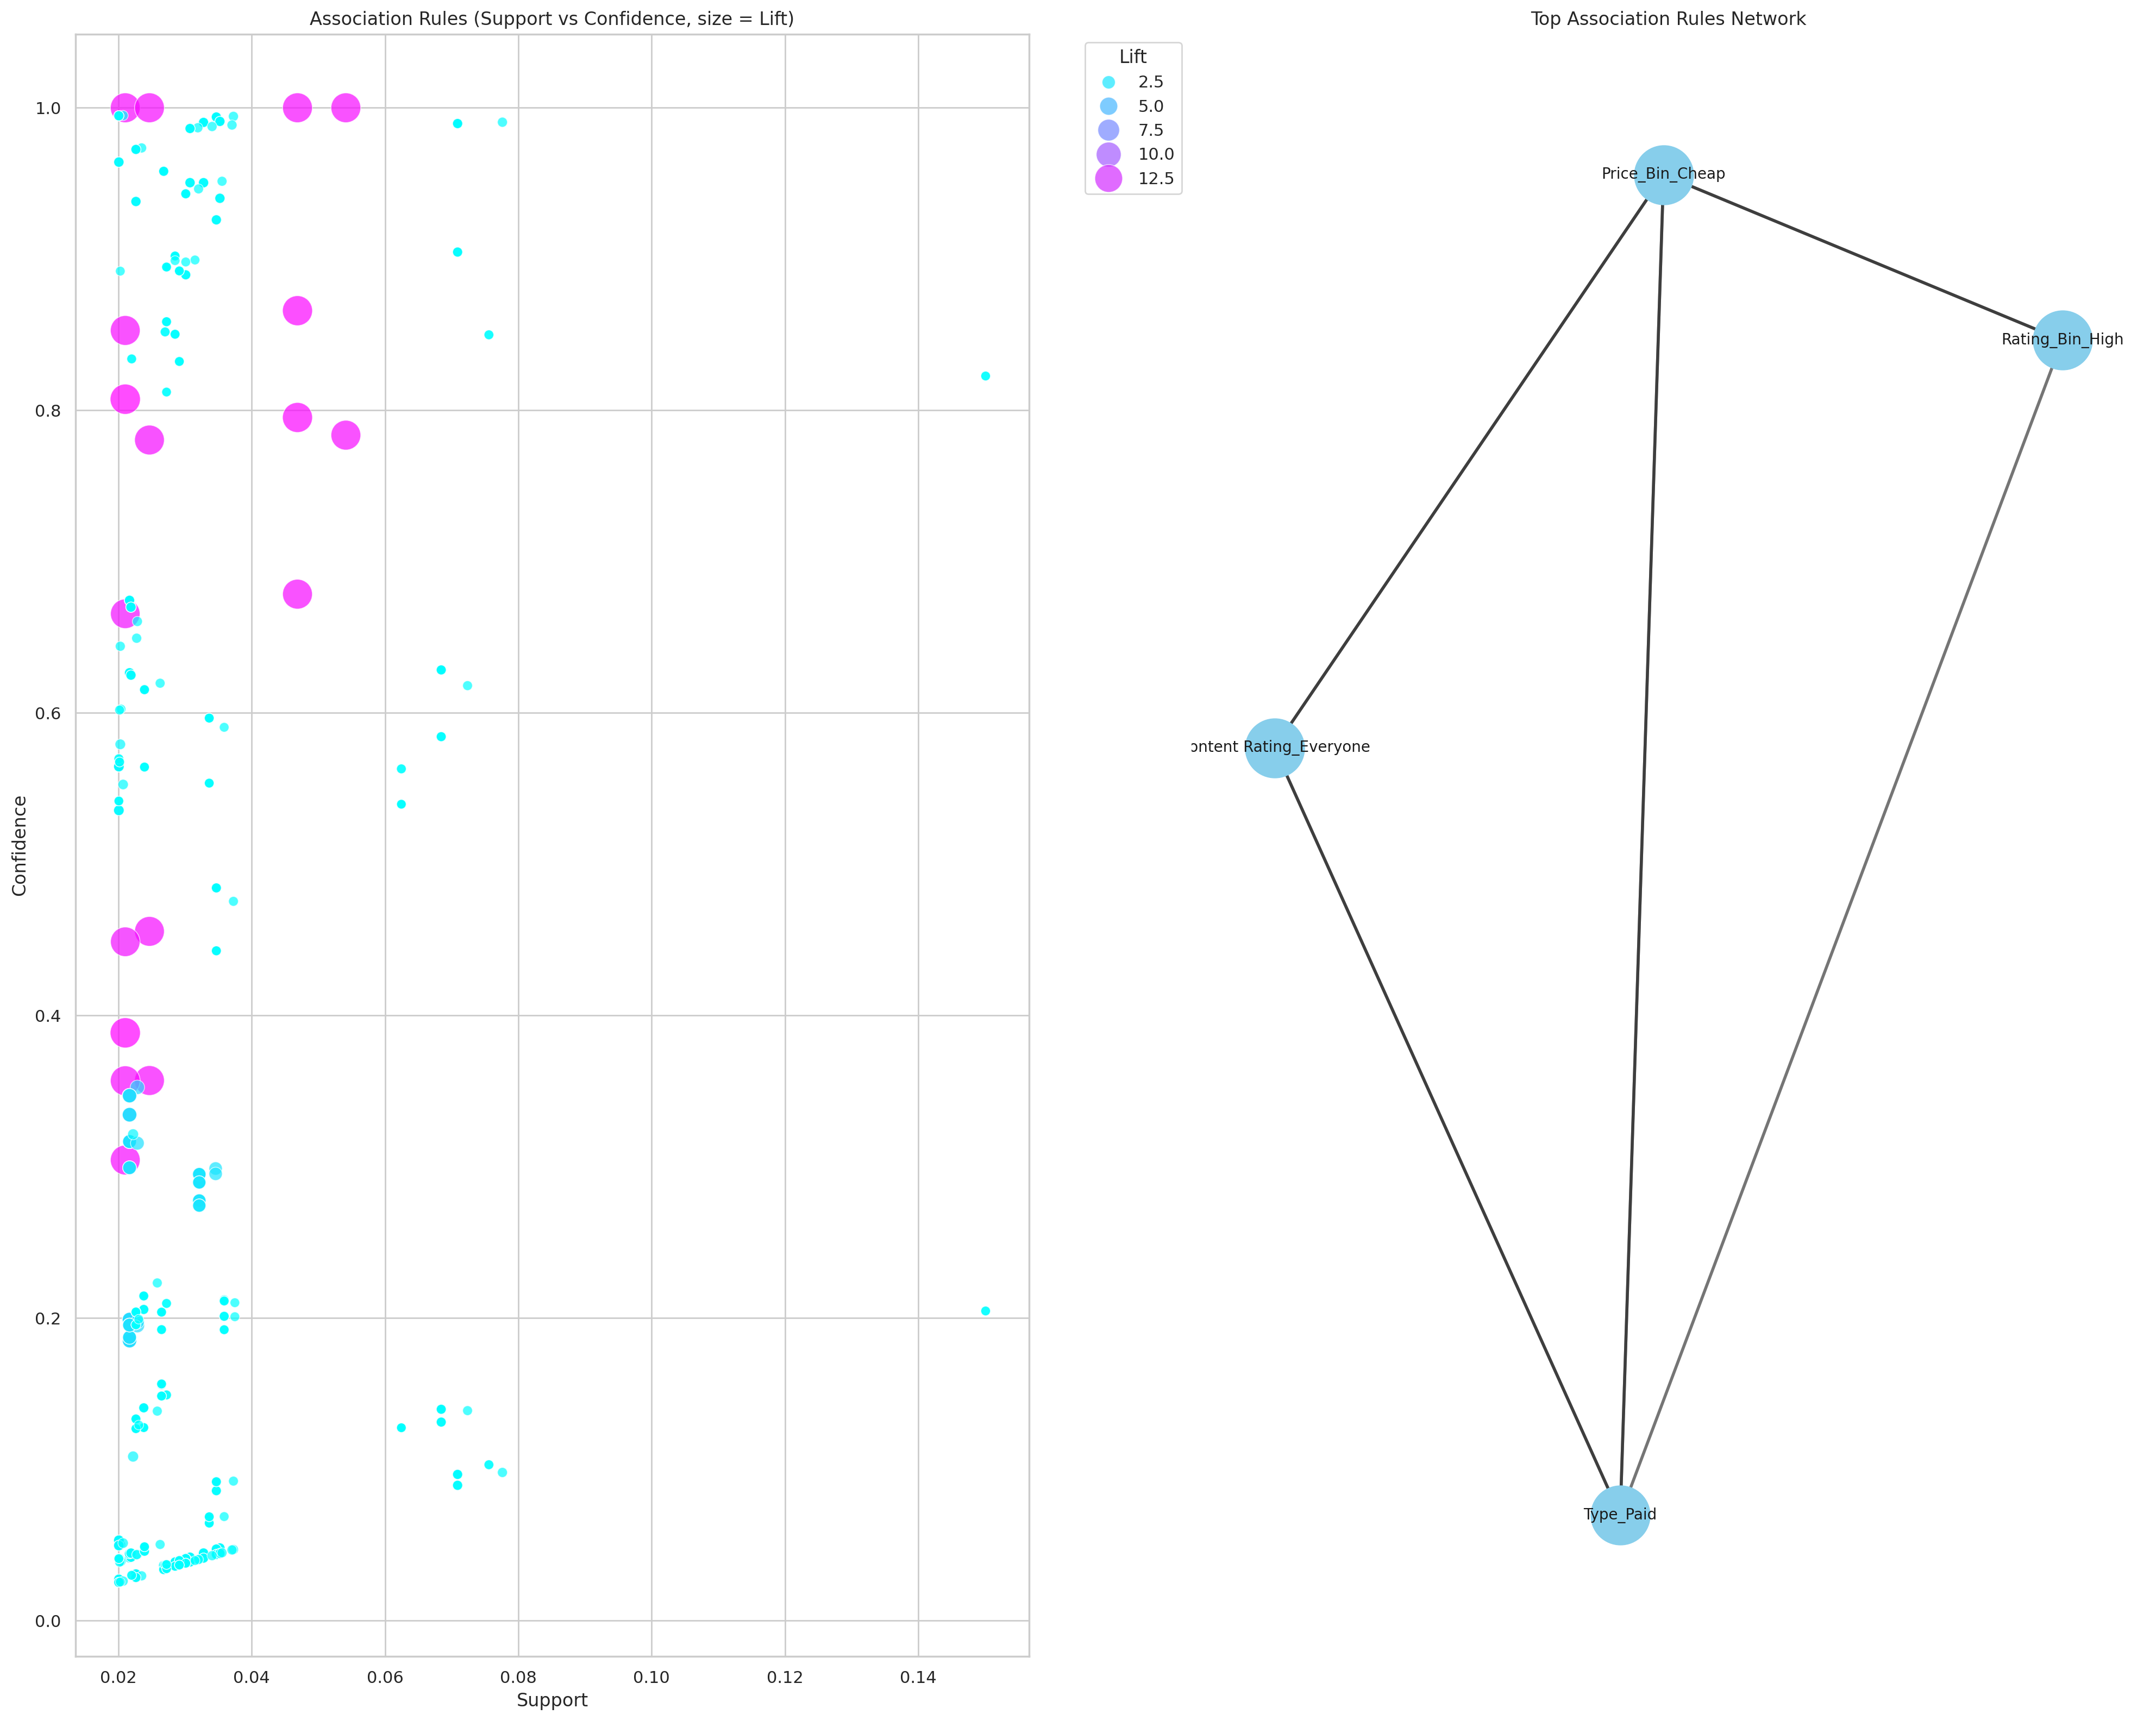 Association Rules (Support vs Confidence, size = Lift)
1.0
0.8
0.6
0.4
0.2
0.0
Confidence
0.02
0.04
0.06
0.08
0.10
0.12
0.14
Support
Lift
2.5
5.0
7.5
10.0
12.5
Top Association Rules Network
Price_Bin_Cheap
Rating_Bin_High
ontent Rating_Everyone
Type_Paid